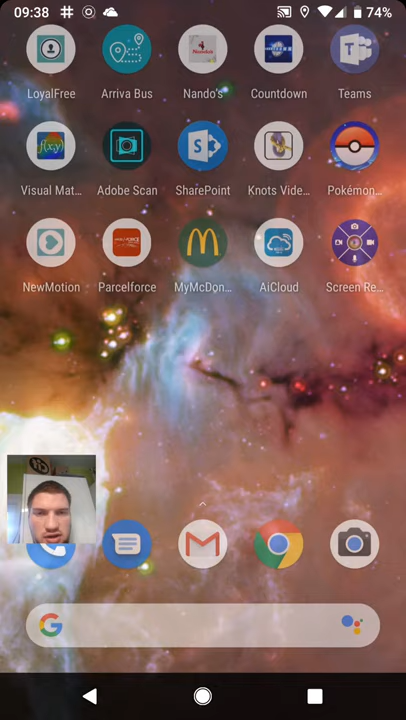 09:38 74%
LoyalFree Arriva Bus Nando's Countdown Teams
Visual Mat... Adobe Scan SharePoint Knots Vide... Pokémon...
NewMotion Parcelforce MyMcDon... AiCloud Screen Re...